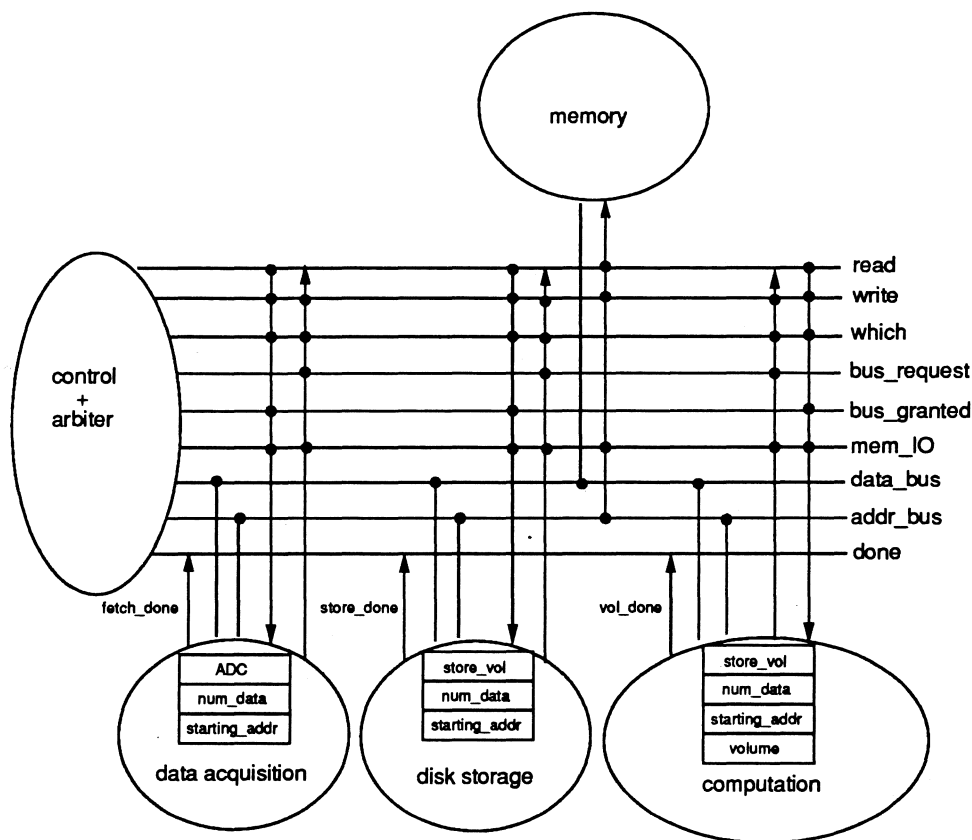 memory
control
+
arbiter
read
write
which
bus_request
bus_granted
mem_IO
data_bus
addr_bus
done
fetch_done
store_done
vol_done
ADC
num_data
starting_addr
data acquisition
store_vol
num_data
starting_addr
disk storage
store_vol
num_data
starting_addr
volume
computation